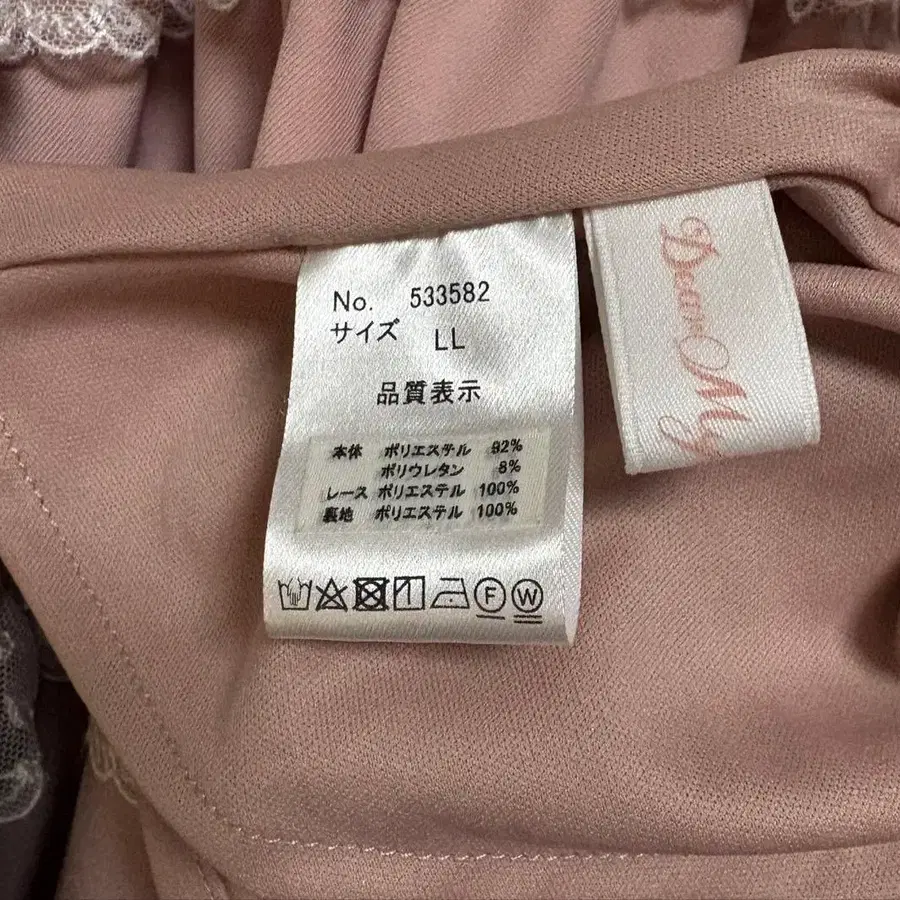 No. 533582
サイズ LL
品質表示
本体 ポリエステル 92%
ポリウレタン 8%
レース ポリエステル 100%
裏地 ポリエステル 100%
F W
Dear My